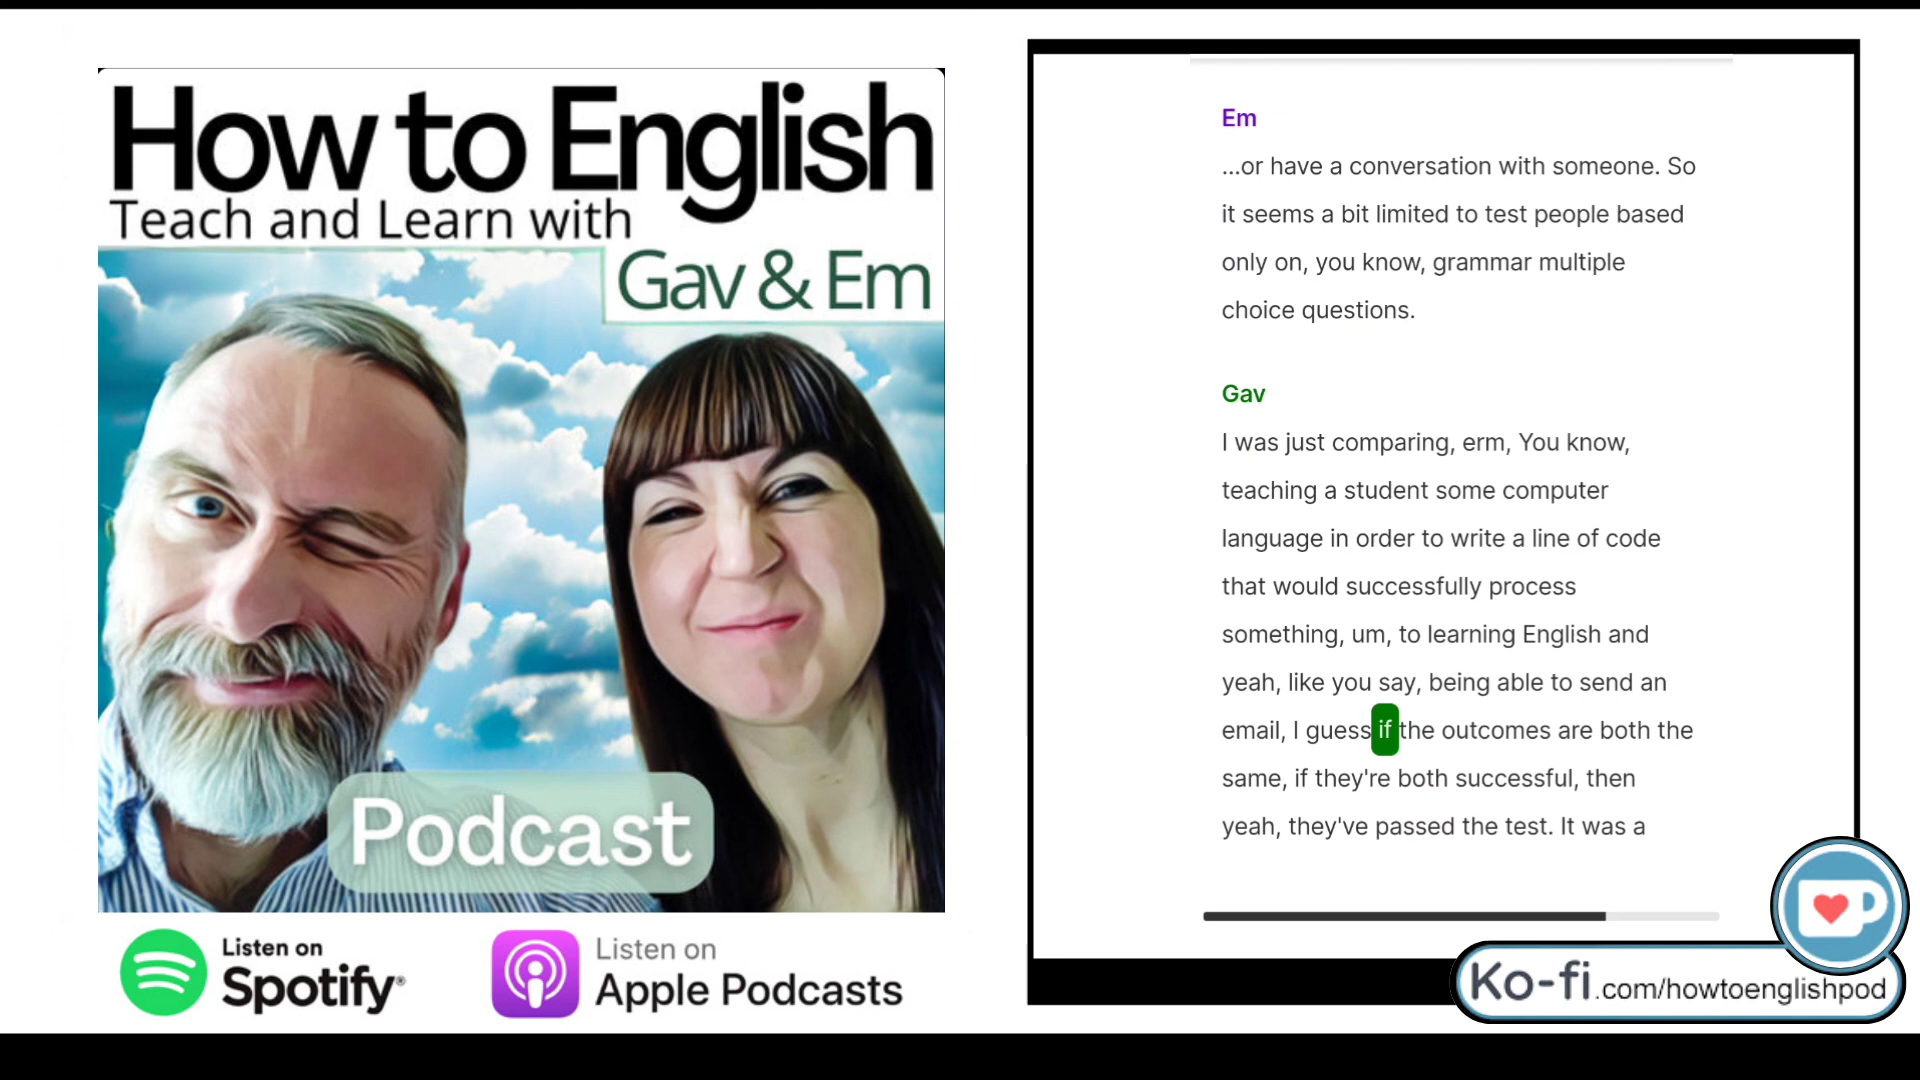 How to English
Teach and Learn with
Gav & Em
Podcast
Listen on
Spotify®
Listen on
Apple Podcasts
Em
...or have a conversation with someone. So
it seems a bit limited to test people based
only on, you know, grammar multiple
choice questions.
Gav
I was just comparing, erm, You know,
teaching a student some computer
language in order to write a line of code
that would successfully process
something, um, to learning English and
yeah, like you say, being able to send an
email, I guess if the outcomes are both the
same, if they're both successful, then
yeah, they've passed the test. It was a
Ko-fi.com/howtoenglishpod